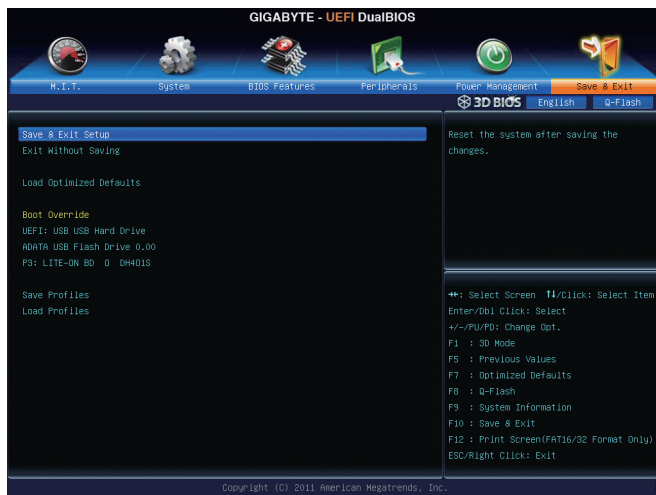 GIGABYTE - UEFI DualBIOS
M.I.T.
System
BIOS Features
Peripherals
Power Management
Save & Exit
3D BIOS
English
Q-Flash
Save & Exit Setup
Exit Without Saving
Load Optimized Defaults
Boot Override
UEFI: USB USB Hard Drive
ADATA USB Flash Drive 0.00
P3: LITE-ON BD O DH401S
Save Profiles
Load Profiles
Reset the system after saving the
changes.
→←: Select Screen ↑↓/Click: Select Item
Enter/Dbl Click: Select
+/-/PU/PD: Change Opt.
F1 : 3D Mode
F5 : Previous Values
F7 : Optimized Defaults
F8 : Q-Flash
F9 : System Information
F10 : Save & Exit
F12 : Print Screen(FAT16/32 Format Only)
ESC/Right Click: Exit
Copyright (C) 2011 American Megatrends, Inc.